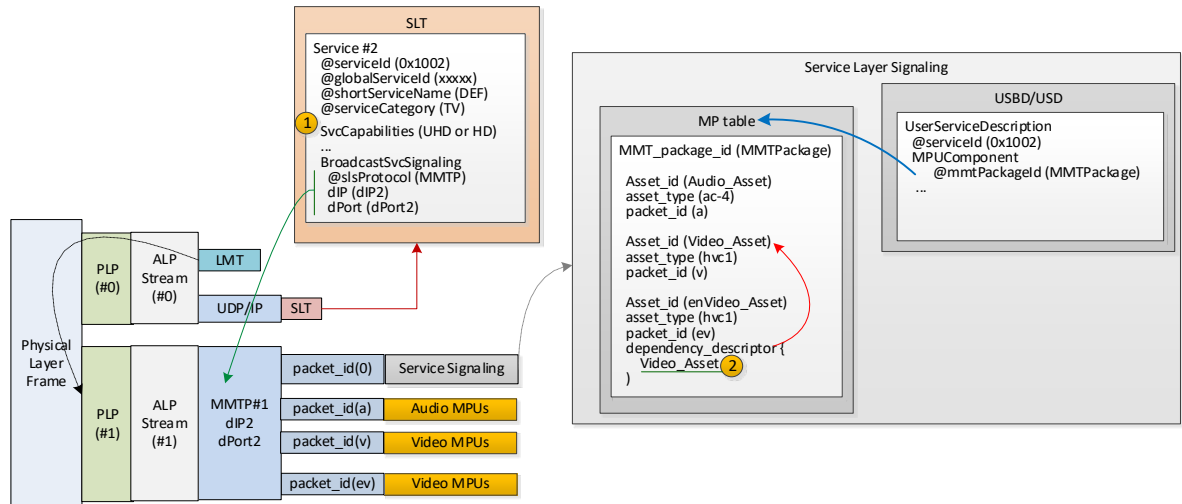 SLT
Service #2
@serviceId (0x1002)
@globalServiceId (xxxxx)
@shortServiceName (DEF)
@serviceCategory (TV)
1
SvcCapabilities (UHD or HD)
...
BroadcastSvcSignaling
@slsProtocol (MMTP)
dIP (dIP2)
dPort (dPort2)
Service Layer Signaling
MP table
MMT_package_id (MMTPackage)
Asset_id (Audio_Asset)
asset_type (ac-4)
packet_id (a)
Asset_id (Video_Asset)
asset_type (hvc1)
packet_id (v)
Asset_id (enVideo_Asset)
asset_type (hvc1)
packet_id (ev)
dependency_descriptor {
Video_Asset
2
)
USBD/USD
UserServiceDescription
@serviceId (0x1002)
MPUComponent
@mmtPackageId (MMTPackage)
...
Physical
Layer
Frame
PLP
(#0)
ALP
Stream
(#0)
LMT
UDP/IP
SLT
PLP
(#1)
ALP
Stream
(#1)
MMTP#1
dIP2
dPort2
packet_id(0)
Service Signaling
packet_id(a)
Audio MPUs
packet_id(v)
Video MPUs
packet_id(ev)
Video MPUs